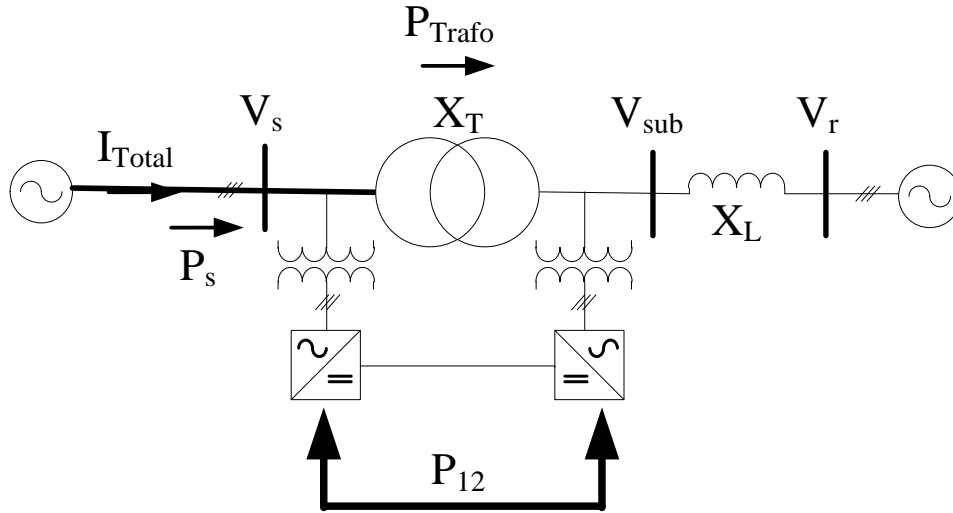 P_Trafo
V_s
X_T
V_sub
V_r
I_Total
X_L
P_s
P_12